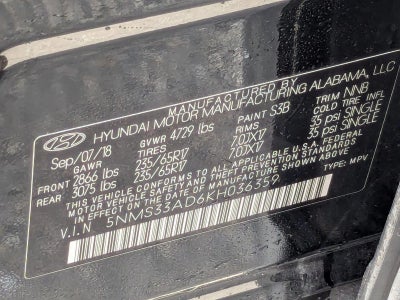 MANUFACTURED BY
HYUNDAI MOTOR MANUFACTURING ALABAMA, LLC
Sep/07/18 GVWR 4729 lbs PAINT S3B TRIM NNB
GAWR TIRES RIMS COLD TIRE INFL
FRONT 2866 lbs 235/65R17 7.0JX17 35 psi SINGLE
REAR 3075 lbs 235/65R17 7.0JX17 35 psi SINGLE
THIS VEHICLE CONFORMS TO ALL APPLICABLE U.S.A. FEDERAL
MOTOR VEHICLE SAFETY AND THEFT PREVENTION STANDARDS
IN EFFECT ON THE DATE OF MANUFACTURE SHOWN ABOVE.
V.I.N 5NMS33AD6KH036359 TYPE: MPV